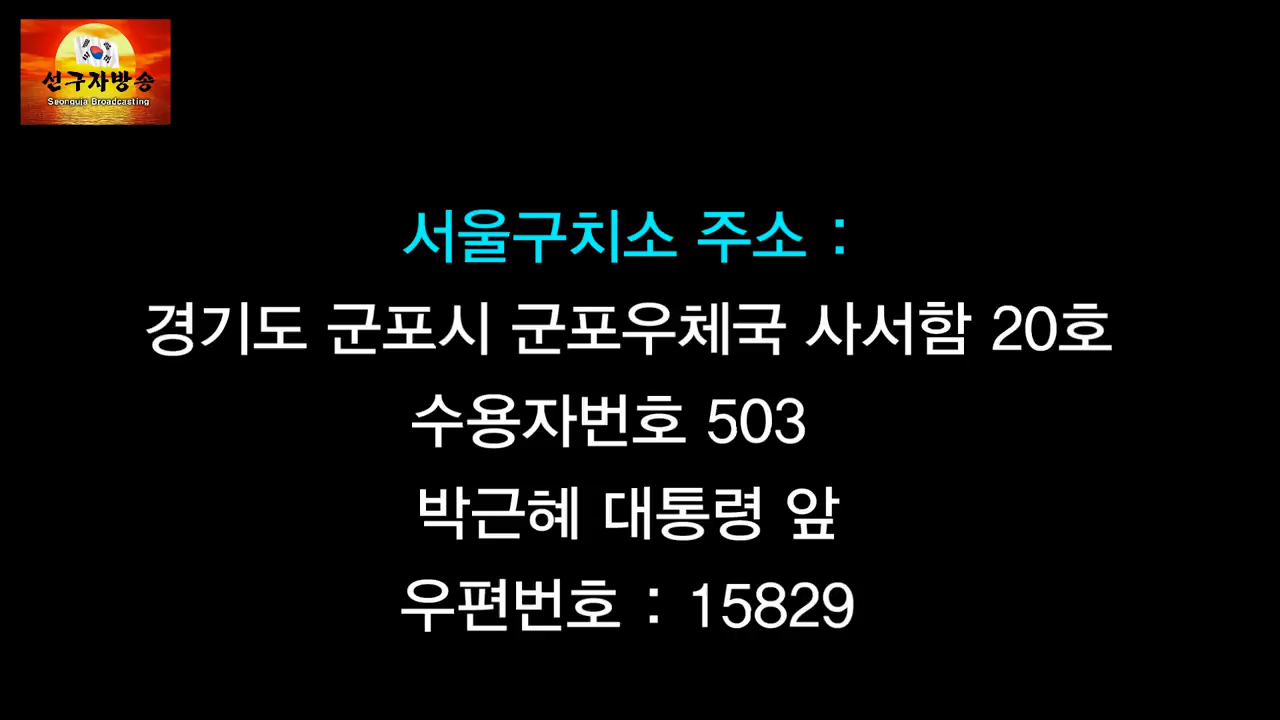 선구자방송
Seonguja Broadcasting
서울구치소 주소 :
경기도 군포시 군포우체국 사서함 20호
수용자번호 503
박근혜 대통령 앞
우편번호 : 15829